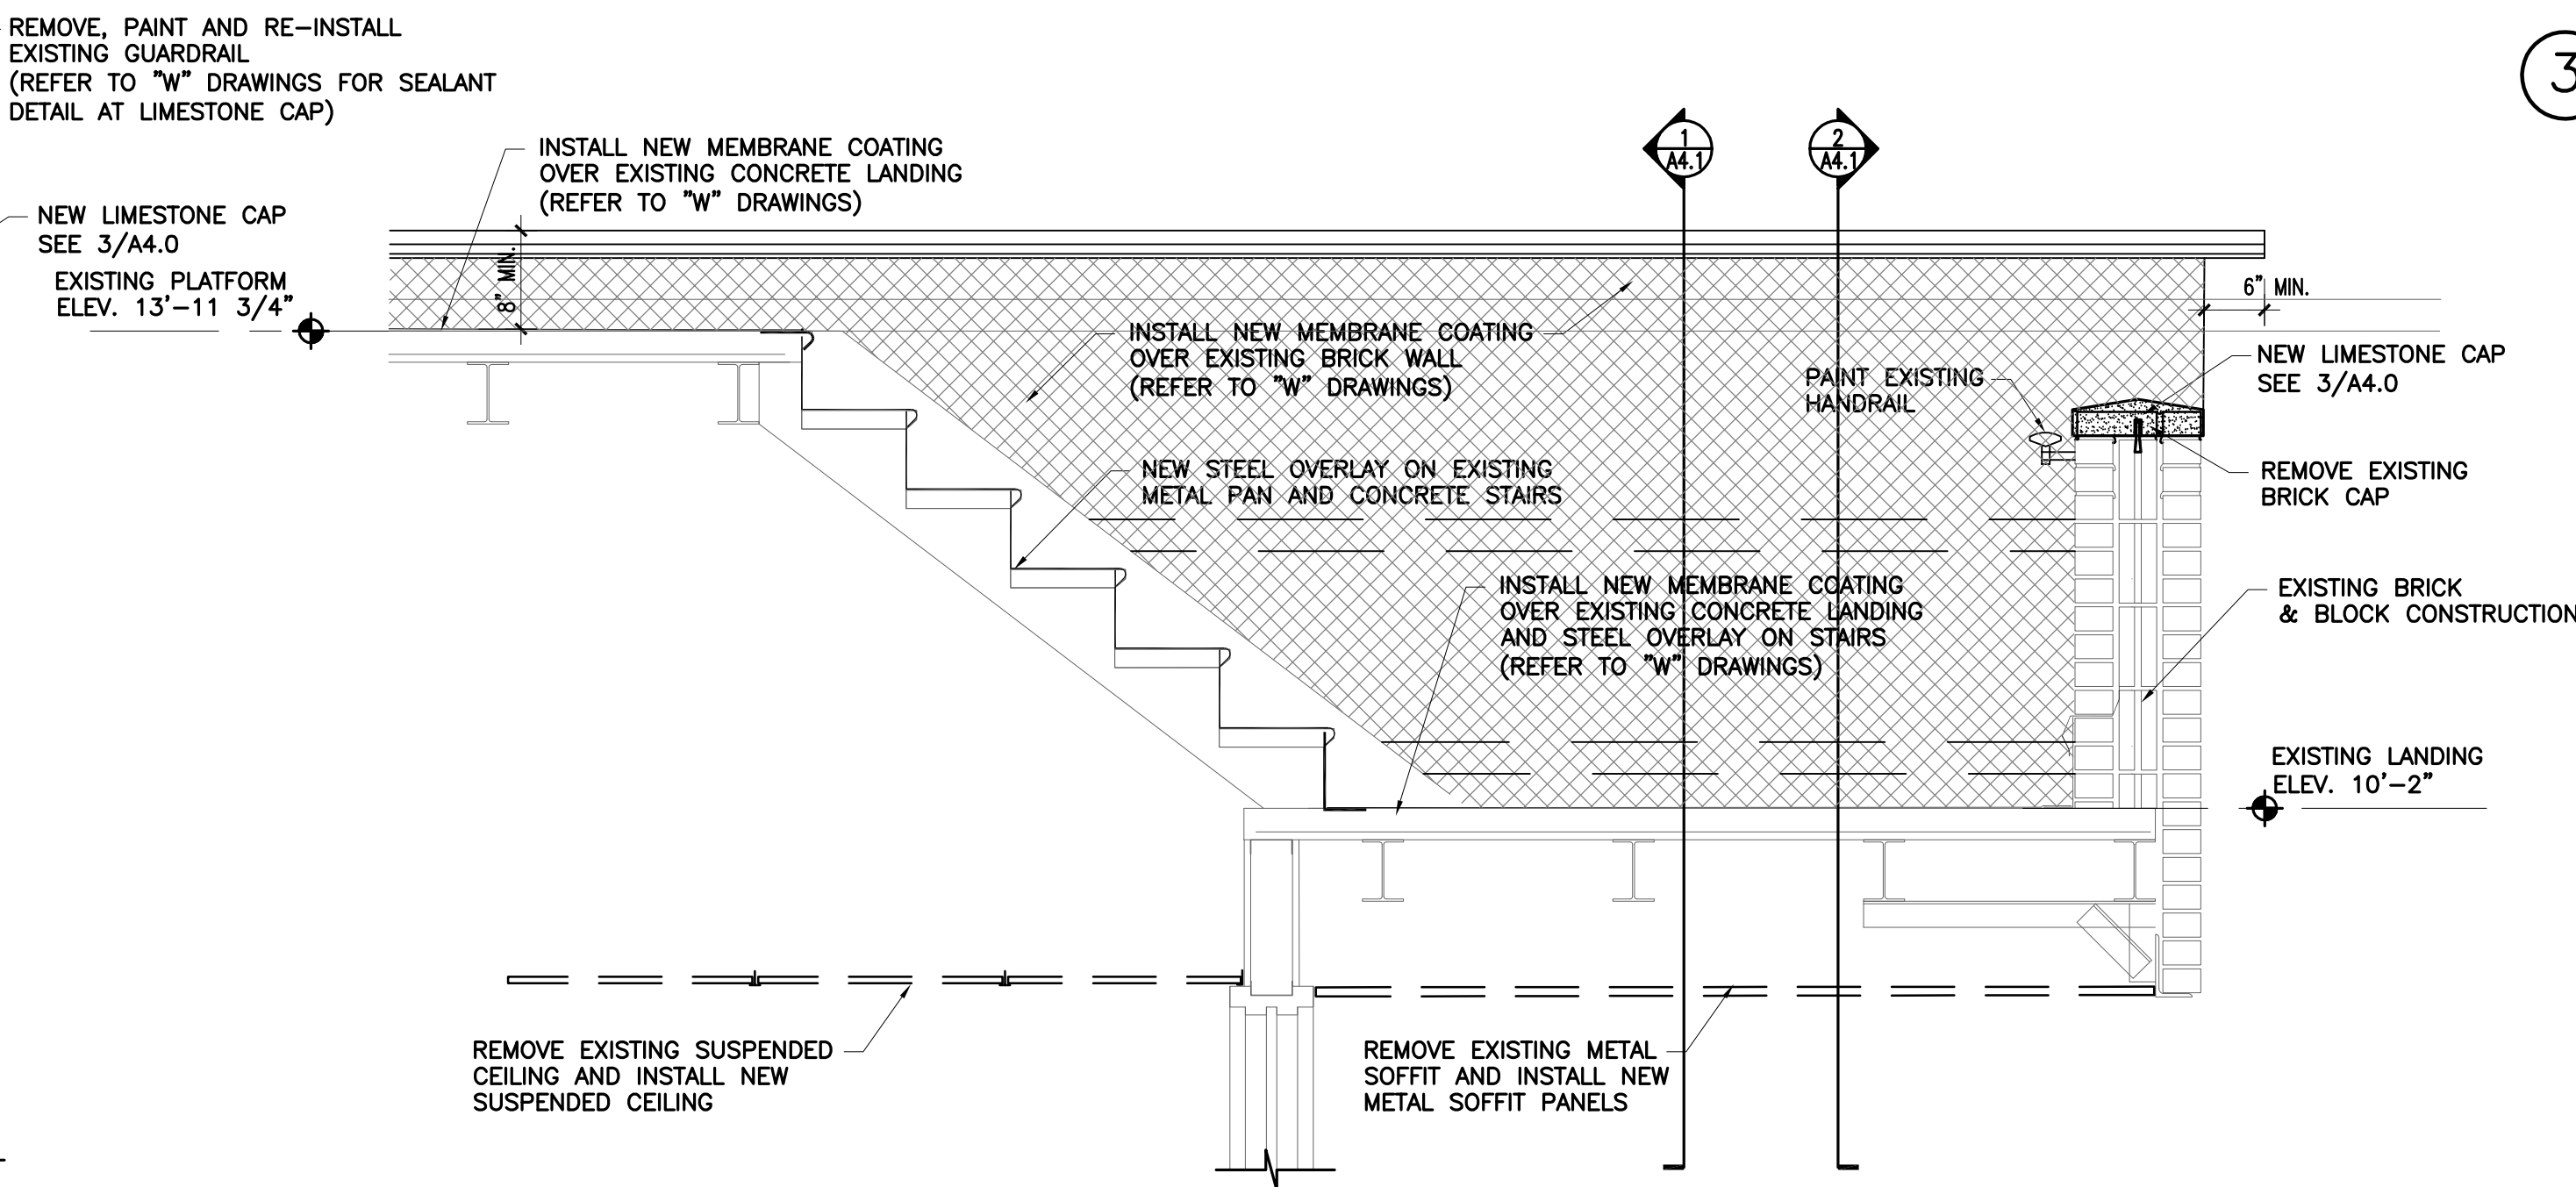 REMOVE, PAINT AND RE-INSTALL
EXISTING GUARDRAIL
(REFER TO "W" DRAWINGS FOR SEALANT
DETAIL AT LIMESTONE CAP)
3
INSTALL NEW MEMBRANE COATING
OVER EXISTING CONCRETE LANDING
(REFER TO "W" DRAWINGS)
1
A4.1
2
A4.1
NEW LIMESTONE CAP
SEE 3/A4.0
EXISTING PLATFORM
ELEV. 13'-11 3/4"
8" MIN.
6" MIN.
INSTALL NEW MEMBRANE COATING
OVER EXISTING BRICK WALL
(REFER TO "W" DRAWINGS)
PAINT EXISTING
HANDRAIL
NEW LIMESTONE CAP
SEE 3/A4.0
NEW STEEL OVERLAY ON EXISTING
METAL PAN AND CONCRETE STAIRS
REMOVE EXISTING
BRICK CAP
INSTALL NEW MEMBRANE COATING
OVER EXISTING CONCRETE LANDING
AND STEEL OVERLAY ON STAIRS
(REFER TO "W" DRAWINGS)
EXISTING BRICK
& BLOCK CONSTRUCTION
EXISTING LANDING
ELEV. 10'-2"
REMOVE EXISTING SUSPENDED
CEILING AND INSTALL NEW
SUSPENDED CEILING
REMOVE EXISTING METAL
SOFFIT AND INSTALL NEW
METAL SOFFIT PANELS